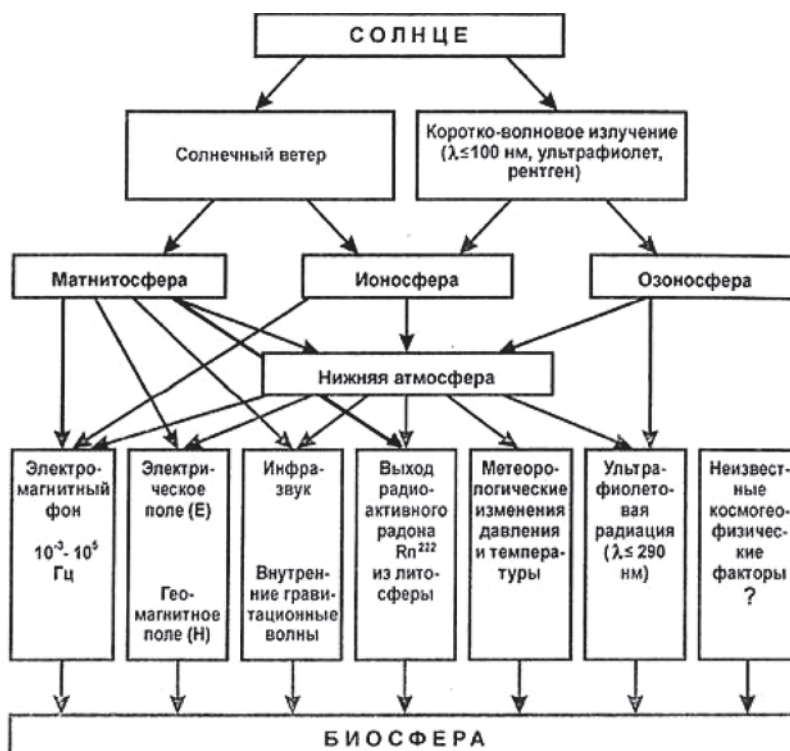 СОЛНЦЕ
Солнечный ветер
Коротко-волновое излучение
(λ≤100 нм, ультрафиолет,
рентген)
Матнитосфера
Ионосфера
Озоносфера
Нижняя атмосфера
Электро-
магнитный
фон
10⁻³- 10⁵
Гц
Электри-
ческое
поле (Е)
Гео-
магнитное
поле (Н)
Инфра-
звук
Внутрен-
ние грави-
тационные
волны
Выход
радио-
активного
радона
Rn²²²
из лито-
сферы
Метеоро-
логические
изменения
давления
и темпера-
туры
Ультра-
фиолето-
вая
радиация
(λ≤ 290
нм)
Неизвест-
ные
космогео-
физичес-
кие
факторы
?
БИОСФЕРА